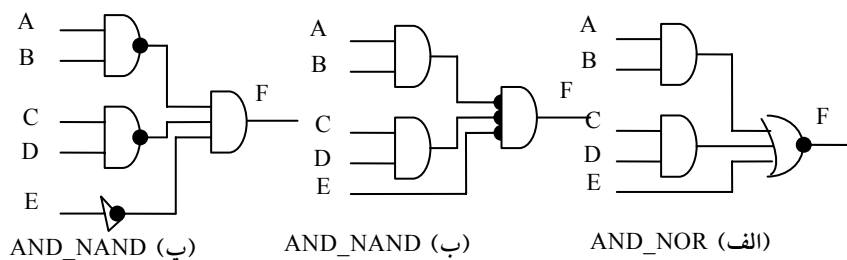 A
B
C
D
E
F
AND_NAND (پ)
A
B
C
D
E
F
AND_NAND (ب)
A
B
C
D
E
F
AND_NOR (الف)